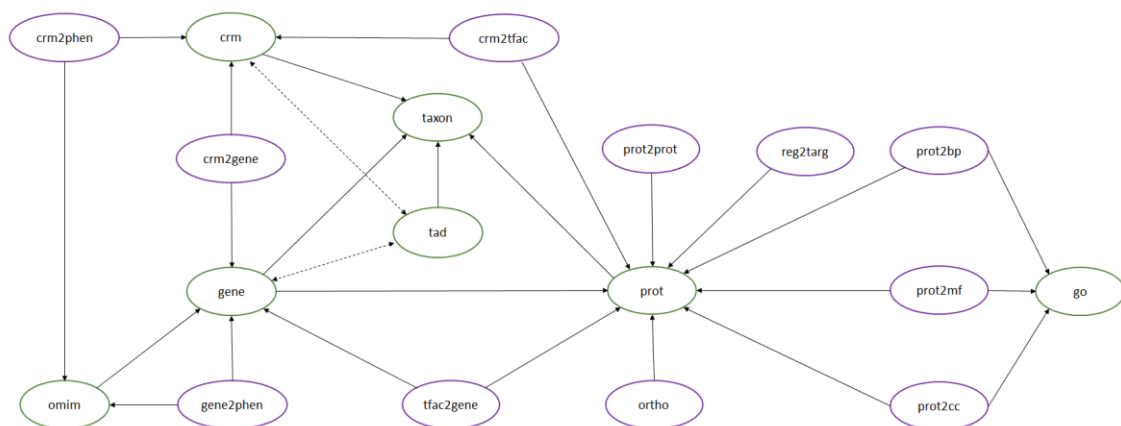 crm2phen
crm
crm2tfac
taxon
crm2gene
prot2prot
reg2targ
prot2bp
tad
gene
prot
prot2mf
go
omim
gene2phen
tfac2gene
ortho
prot2cc